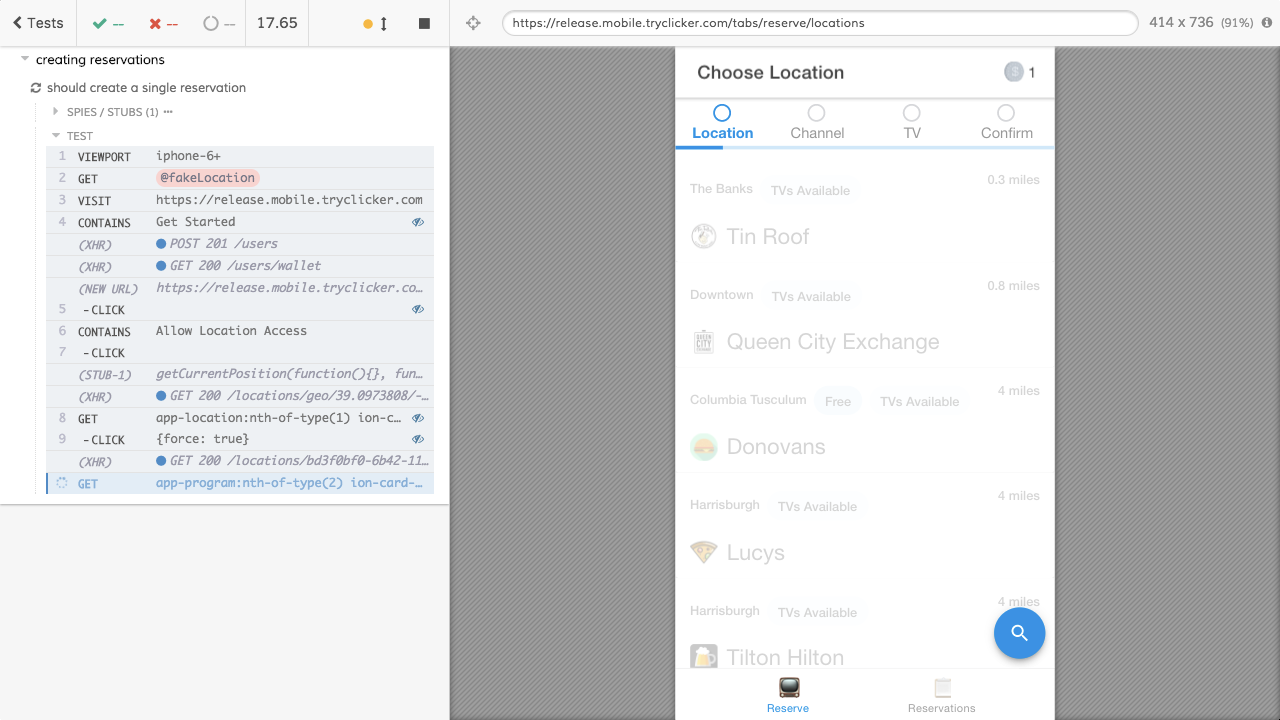 Tests
--
--
--
17.65
https://release.mobile.tryclicker.com/tabs/reserve/locations
414 x 736 (91%)
creating reservations
should create a single reservation
SPIES / STUBS (1) ···
TEST
1 VIEWPORT iphone-6+
2 GET @fakeLocation
3 VISIT https://release.mobile.tryclicker.com
4 CONTAINS Get Started
(XHR) POST 201 /users
(XHR) GET 200 /users/wallet
(NEW URL) https://release.mobile.tryclicker.co…
5 -CLICK
6 CONTAINS Allow Location Access
7 -CLICK
(STUB-1) getCurrentPosition(function(){}, fun…
(XHR) GET 200 /locations/geo/39.0973808/-…
8 GET app-location:nth-of-type(1) ion-c…
9 -CLICK {force: true}
(XHR) GET 200 /locations/bd3f0bf0-6b42-11…
GET app-program:nth-of-type(2) ion-card-…
Choose Location
1
Location Channel TV Confirm
The Banks TVs Available 0.3 miles
Tin Roof
Downtown TVs Available 0.8 miles
QUEEN CITY
Queen City Exchange
Columbia Tusculum Free TVs Available 4 miles
Donovans
Harrisburgh TVs Available 4 miles
Lucys
Harrisburgh TVs Available 4 miles
Tilton Hilton
Reserve Reservations